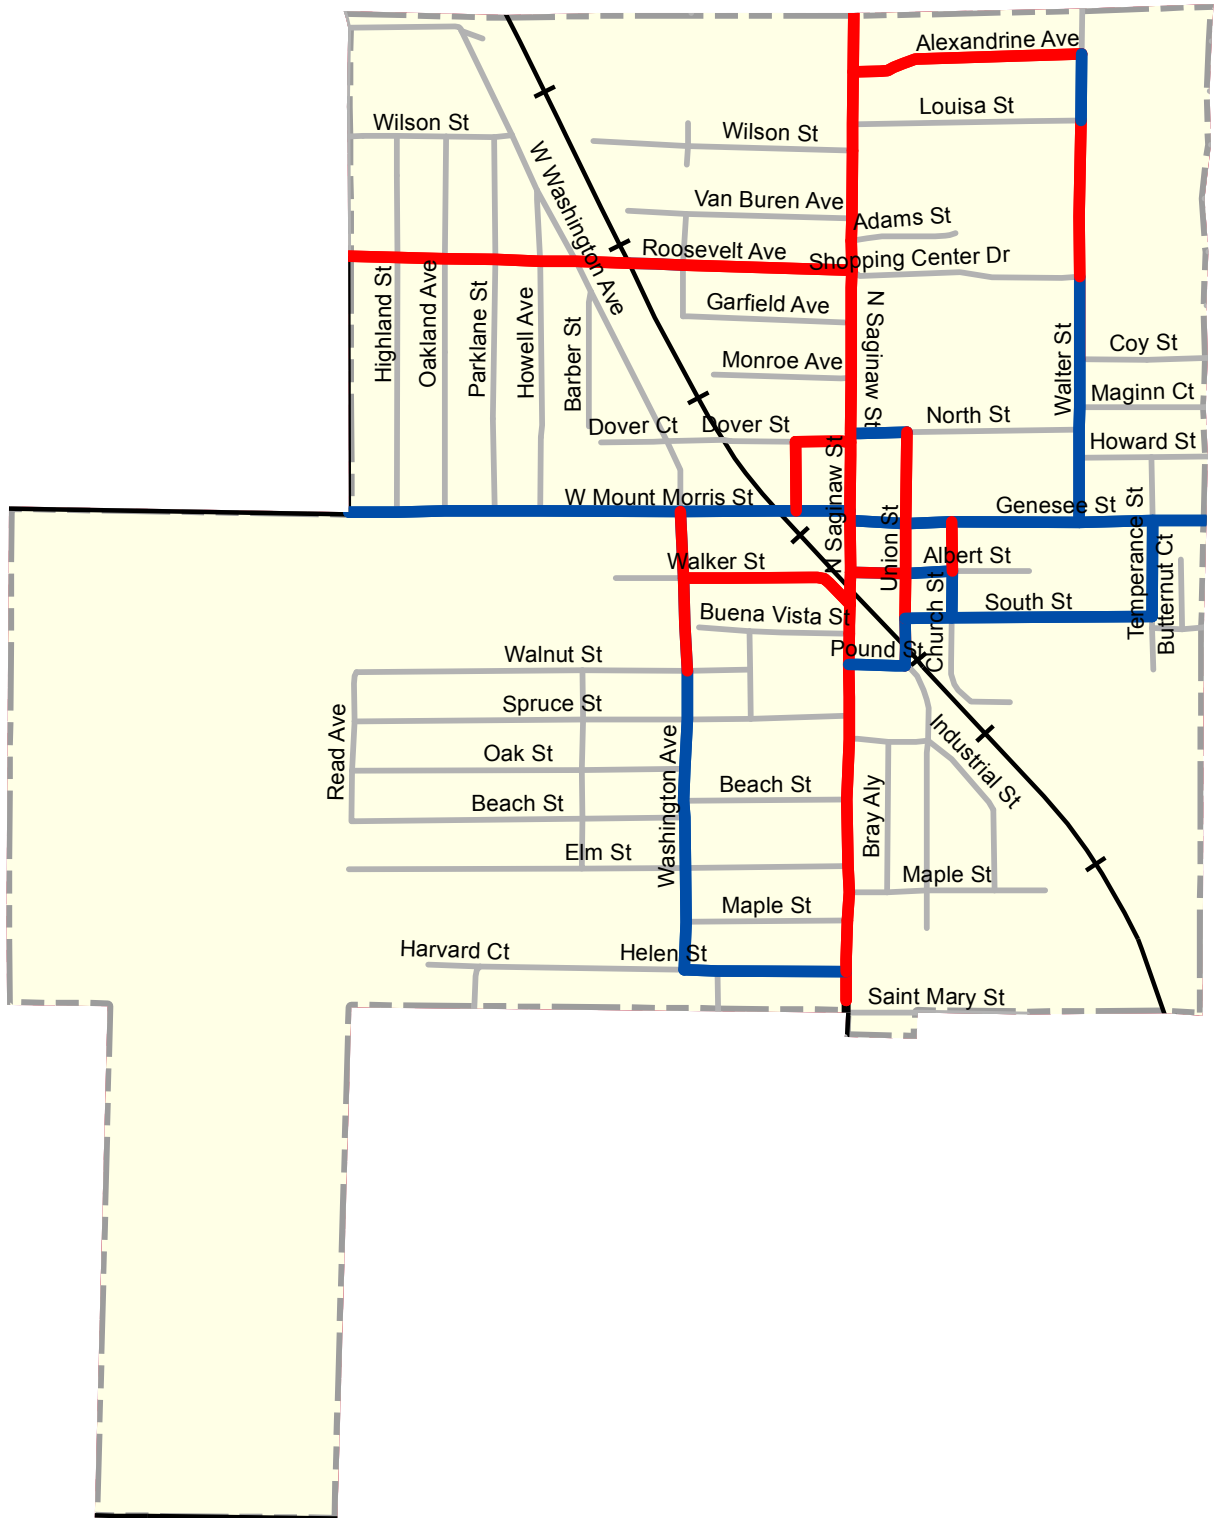 Alexandrine Ave
Louisa St
Wilson St
Wilson St
W Washington Ave
Van Buren Ave
Adams St
Roosevelt Ave
Shopping Center Dr
Highland St
Oakland Ave
Parklane St
Howell Ave
Barber St
Garfield Ave
N Saginaw St
Monroe Ave
Walter St
Coy St
Maginn Ct
Dover Ct
Dover St
North St
Howard St
W Mount Morris St
N Saginaw St
Union St
Genesee St
Temperance St
Butternut Ct
Walker St
Albert St
Church St
South St
Buena Vista St
Pound St
Walnut St
Spruce St
Read Ave
Oak St
Washington Ave
Industrial St
Beach St
Beach St
Bray Aly
Elm St
Maple St
Maple St
Harvard Ct
Helen St
Saint Mary St